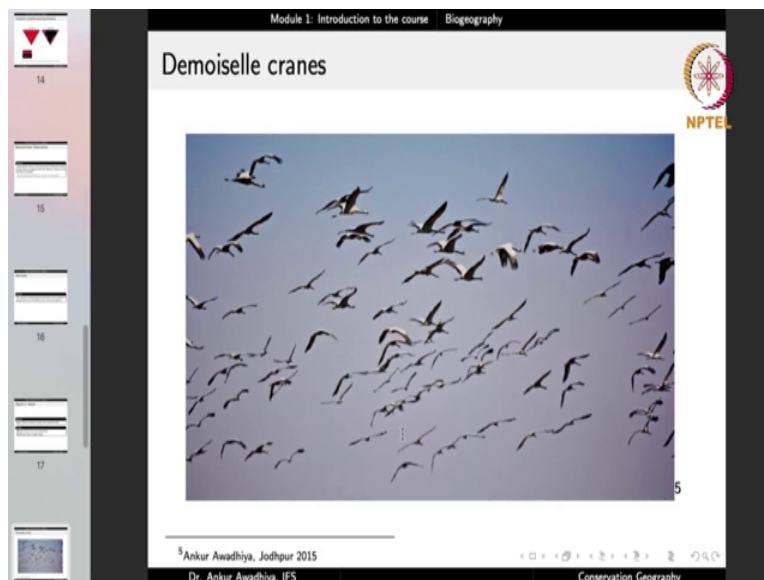 Module 1: Introduction to the course Biogeography
Demoiselle cranes
NPTEL
14
15
16
17
5
5Ankur Awadhiya, Jodhpur 2015
Dr. Ankur Awadhiya, IFS Conservation Geography